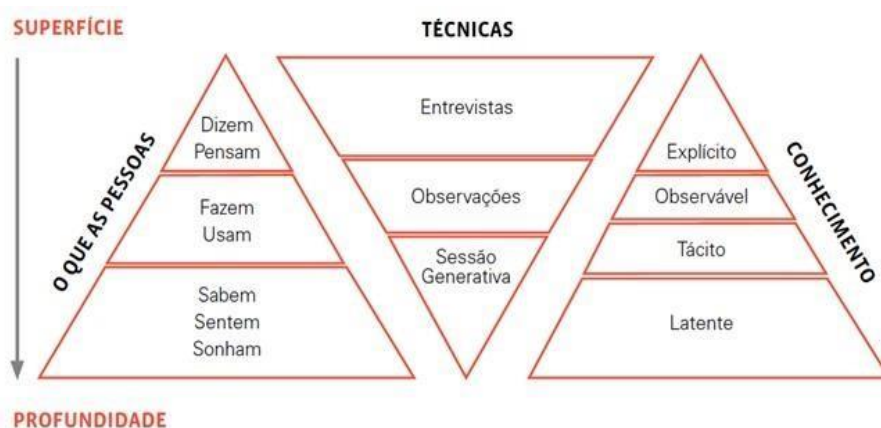 SUPERFÍCIE
TÉCNICAS
O QUE AS PESSOAS
Dizem
Pensam
Fazem
Usam
Sabem
Sentem
Sonham
Entrevistas
Observações
Sessão
Generativa
Explícito
Observável
Tácito
Latente
CONHECIMENTO
PROFUNDIDADE